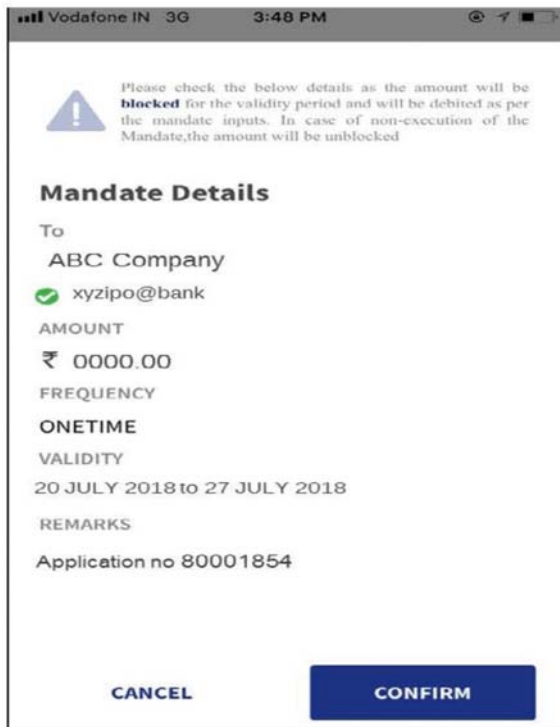 Vodafone IN 3G 3:48 PM
Please check the below details as the amount will be
blocked for the validity period and will be debited as per
the mandate inputs. In case of non-execution of the
Mandate,the amount will be unblocked
Mandate Details
To
ABC Company
xyzipo@bank
AMOUNT
₹ 0000.00
FREQUENCY
ONETIME
VALIDITY
20 JULY 2018 to 27 JULY 2018
REMARKS
Application no 80001854
CANCEL CONFIRM